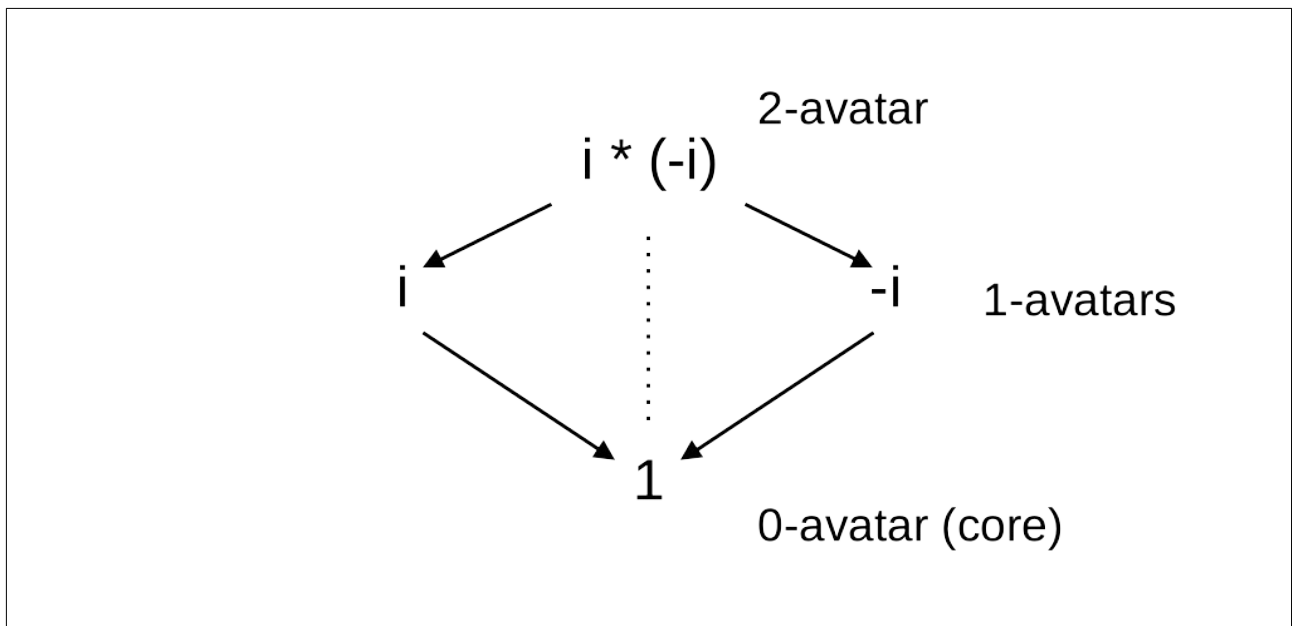 2-avatar
i * (-i)
i
-i
1-avatars
1
0-avatar (core)